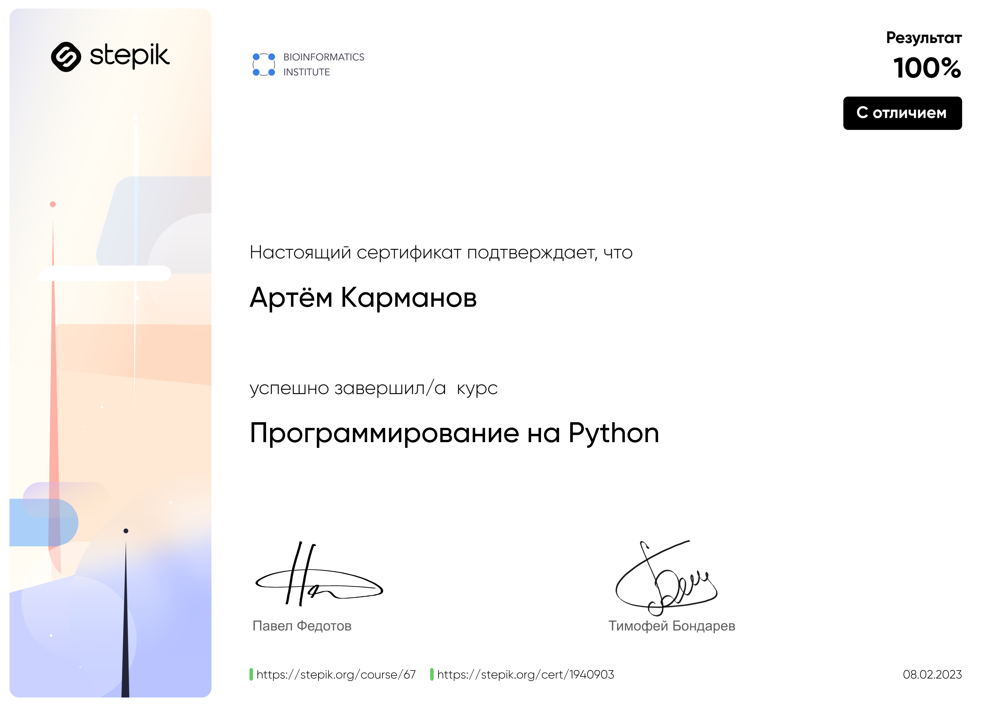 stepik
BIOINFORMATICS
INSTITUTE
Результат
100%
С отличием
Настоящий сертификат подтверждает, что
Артём Карманов
успешно завершил/а курс
Программирование на Python
Павел Федотов
Тимофей Бондарев
https://stepik.org/course/67
https://stepik.org/cert/1940903
08.02.2023